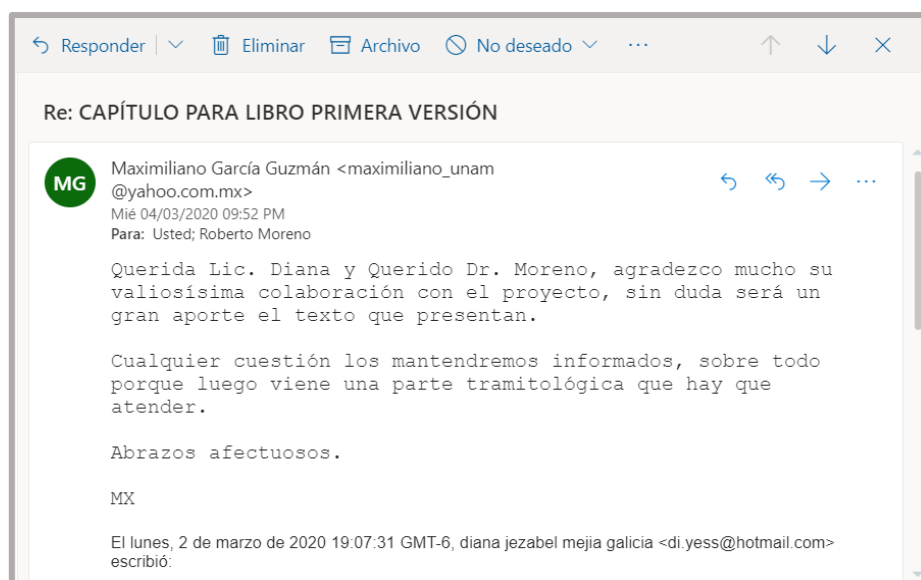 Responder Eliminar Archivo No deseado ...
Re: CAPÍTULO PARA LIBRO PRIMERA VERSIÓN
MG
Maximiliano García Guzmán <maximiliano_unam
@yahoo.com.mx>
Mié 04/03/2020 09:52 PM
Para: Usted; Roberto Moreno
Querida Lic. Diana y Querido Dr. Moreno, agradezco mucho su
valiosísima colaboración con el proyecto, sin duda será un
gran aporte el texto que presentan.
Cualquier cuestión los mantendremos informados, sobre todo
porque luego viene una parte tramitológica que hay que
atender.
Abrazos afectuosos.
MX
El lunes, 2 de marzo de 2020 19:07:31 GMT-6, diana jezabel mejia galicia <di.yess@hotmail.com>
escribió: